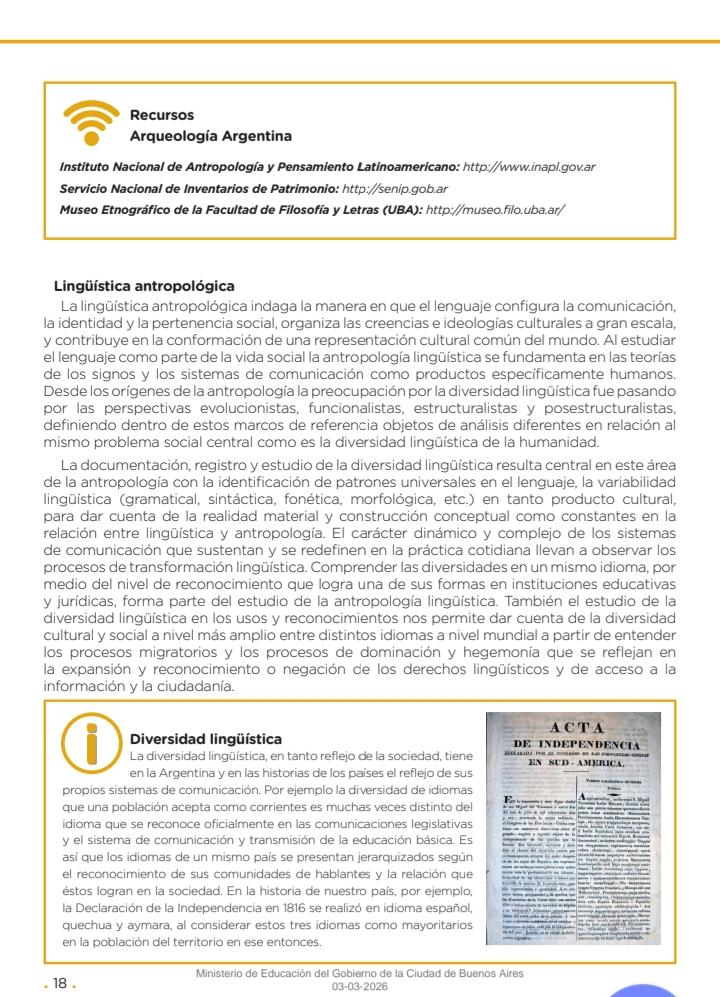 Recursos
Arqueología Argentina
Instituto Nacional de Antropología y Pensamiento Latinoamericano: http://www.inapl.gov.ar
Servicio Nacional de Inventarios de Patrimonio: http://senip.gob.ar
Museo Etnográfico de la Facultad de Filosofía y Letras (UBA): http://museo.filo.uba.ar/
Lingüística antropológica
La lingüística antropológica indaga la manera en que el lenguaje configura la comunicación,
la identidad y la pertenencia social, organiza las creencias e ideologías culturales a gran escala,
y contribuye en la conformación de una representación cultural común del mundo. Al estudiar
el lenguaje como parte de la vida social la antropología lingüística se fundamenta en las teorías
de los signos y los sistemas de comunicación como productos específicamente humanos.
Desde los orígenes de la antropología la preocupación por la diversidad lingüística fue pasando
por las perspectivas evolucionistas, funcionalistas, estructuralistas y posestructuralistas,
definiendo dentro de estos marcos de referencia objetos de análisis diferentes en relación al
mismo problema social central como es la diversidad lingüística de la humanidad.
La documentación, registro y estudio de la diversidad lingüística resulta central en este área
de la antropología con la identificación de patrones universales en el lenguaje, la variabilidad
lingüística (gramatical, sintáctica, fonética, morfológica, etc.) en tanto producto cultural,
para dar cuenta de la realidad material y construcción conceptual como constantes en la
relación entre lingüística y antropología. El carácter dinámico y complejo de los sistemas
de comunicación que sustentan y se redefinen en la práctica cotidiana llevan a observar los
procesos de transformación lingüística. Comprender las diversidades en un mismo idioma, por
medio del nivel de reconocimiento que logra una de sus formas en instituciones educativas
y jurídicas, forma parte del estudio de la antropología lingüística. También el estudio de la
diversidad lingüística en los usos y reconocimientos nos permite dar cuenta de la diversidad
cultural y social a nivel más amplio entre distintos idiomas a nivel mundial a partir de entender
los procesos migratorios y los procesos de dominación y hegemonía que se reflejan en
la expansión y reconocimiento o negación de los derechos lingüísticos y de acceso a la
información y la ciudadanía.
Diversidad lingüística
La diversidad lingüística, en tanto reflejo de la sociedad, tiene
en la Argentina y en las historias de los países el reflejo de sus
propios sistemas de comunicación. Por ejemplo la diversidad de idiomas
que una población acepta como corrientes es muchas veces distinto del
idioma que se reconoce oficialmente para las funciones legislativas
y el sistema de comunicación y transmisión de la educación básica. Es
así que los idiomas de un mismo país se presentan jerarquizados según
el reconocimiento de sus comunidades de hablantes y la relación que
éstos logran en la sociedad. En la historia de nuestro país, por ejemplo,
la Declaración de la Independencia en 1816 se realizó en idioma español,
quechua y aymara, al considerar estos tres idiomas como mayoritarios
en la población del territorio en ese entonces.
ACTA
DE INDEPENDENCIA
DECLARADA POR EL CONGRESO DE LAS PROVINCIAS-UNIDAS
EN SUD-AMERICA.
. 18 .
Ministerio de Educación del Gobierno de la Ciudad de Buenos Aires
03-03-2026